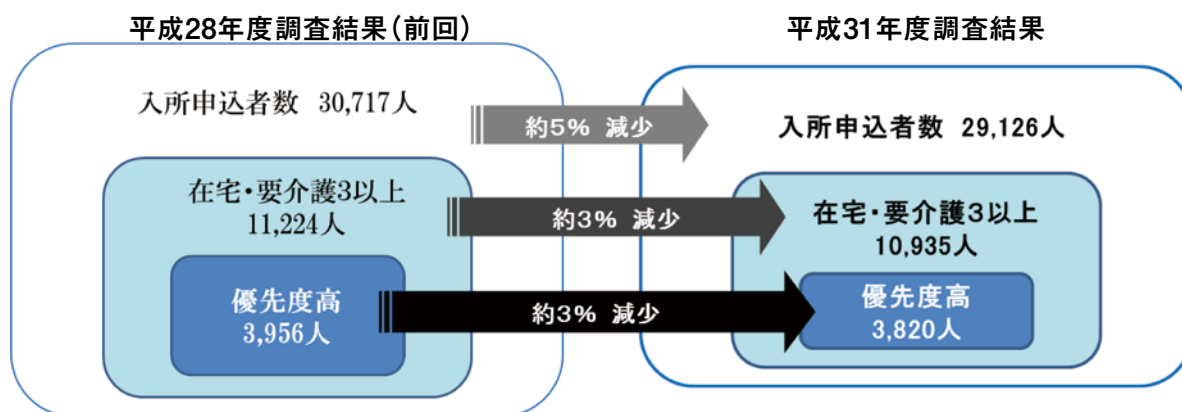 平成28年度調査結果（前回）
入所申込者数 30,717人
在宅・要介護3以上
11,224人
優先度高
3,956人
約5% 減少
約3% 減少
約3% 減少
平成31年度調査結果
入所申込者数 29,126人
在宅・要介護３以上
10,935人
優先度高
3,820人